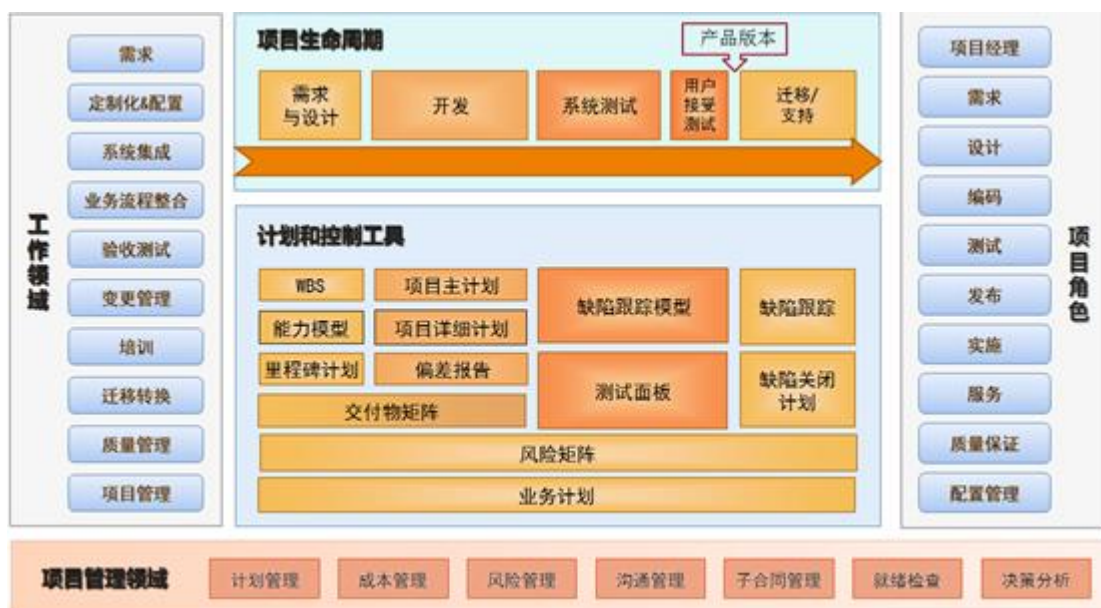 工作领域
需求
定制化&配置
系统集成
业务流程整合
验收测试
变更管理
培训
迁移转换
质量管理
项目管理
项目生命周期
产品版本
需求
与设计
开发
系统测试
用户
接受
测试
迁移/
支持
计划和控制工具
WBS
项目主计划
缺陷跟踪模型
缺陷跟踪
能力模型
项目详细计划
里程碑计划
偏差报告
测试面板
缺陷关闭
计划
交付物矩阵
风险矩阵
业务计划
项目经理
需求
设计
编码
测试
发布
实施
服务
质量保证
配置管理
项目角色
项目管理领域
计划管理
成本管理
风险管理
沟通管理
子合同管理
就绪检查
决策分析